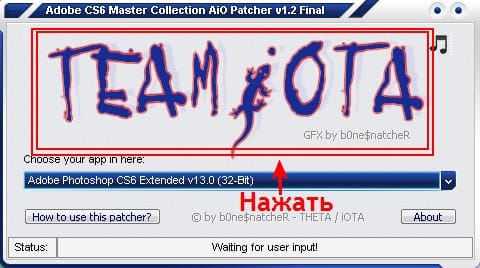 Adobe CS6 Master Collection AiO Patcher v1.2 Final
TEAM iOTA
GFX by b0ne$natcheR
Choose your app in here:
Adobe Photoshop CS6 Extended v13.0 (32-Bit)
Нажать
How to use this patcher?
© by b0ne$natcheR - THETA / iOTA
About
Status:
Waiting for user input!